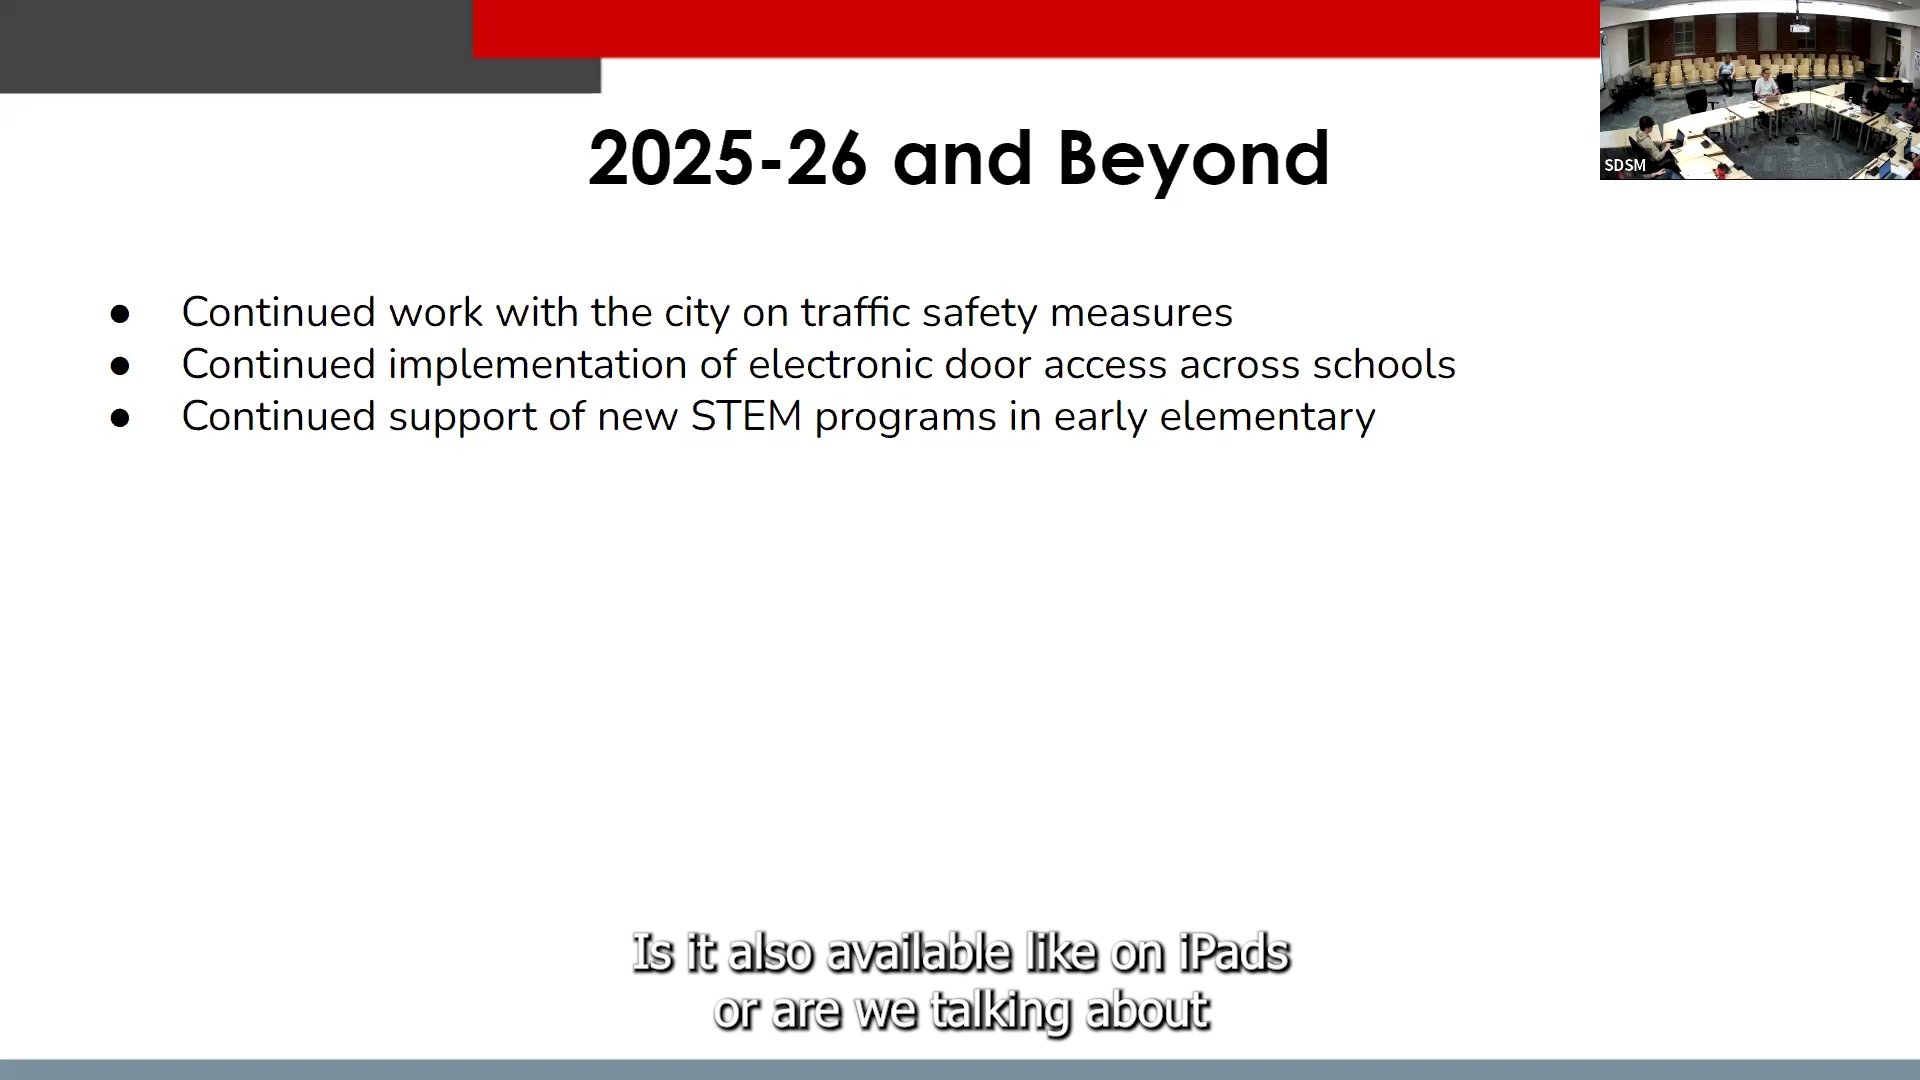 2025-26 and Beyond
SDSM
● Continued work with the city on traffic safety measures
● Continued implementation of electronic door access across schools
● Continued support of new STEM programs in early elementary
Is it also available like on iPads
or are we talking about